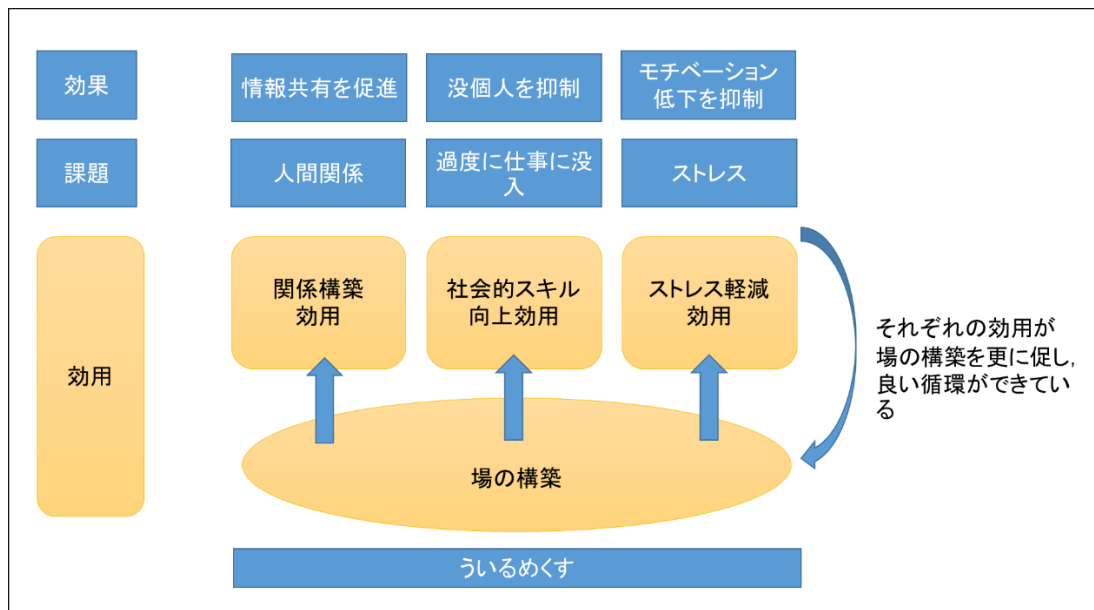 効果
情報共有を促進
没個人を抑制
モチベーション
低下を抑制
課題
人間関係
過度に仕事に没
入
ストレス
効用
関係構築
効用
社会的スキル
向上効用
ストレス軽減
効用
それぞれの効用が
場の構築を更に促し,
良い循環ができてい
る
場の構築
ういるめくす